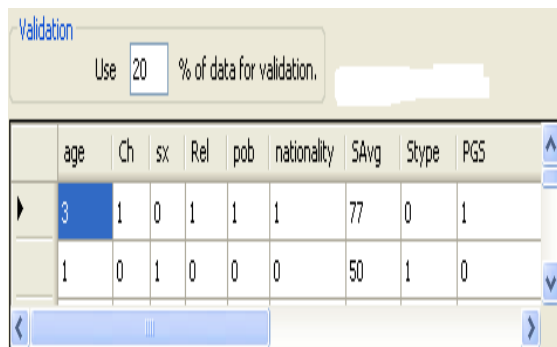 Validation
Use 20 % of data for validation.
age Ch sx Rel pob nationality SAvg Stype PGS
3 1 0 1 1 1 77 0 1
1 0 1 0 0 0 50 1 0